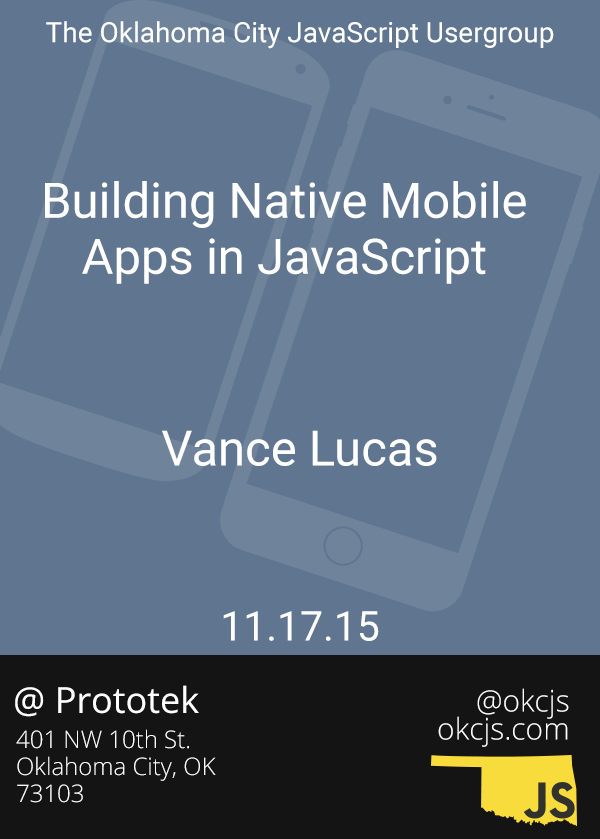 The Oklahoma City JavaScript Usergroup
Building Native Mobile
Apps in JavaScript
Vance Lucas
11.17.15
@ Prototek
401 NW 10th St.
Oklahoma City, OK
73103
@okcjs
okcjs.com
JS